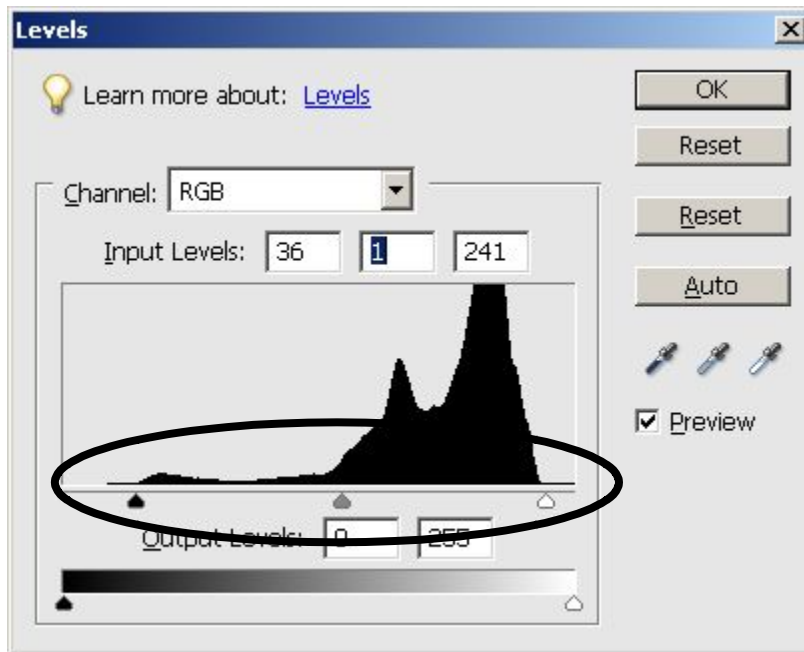 Levels
Learn more about: Levels
OK
Reset
Channel: RGB
Reset
Input Levels: 36 1 241
Auto
Preview
Output Levels: 0 255